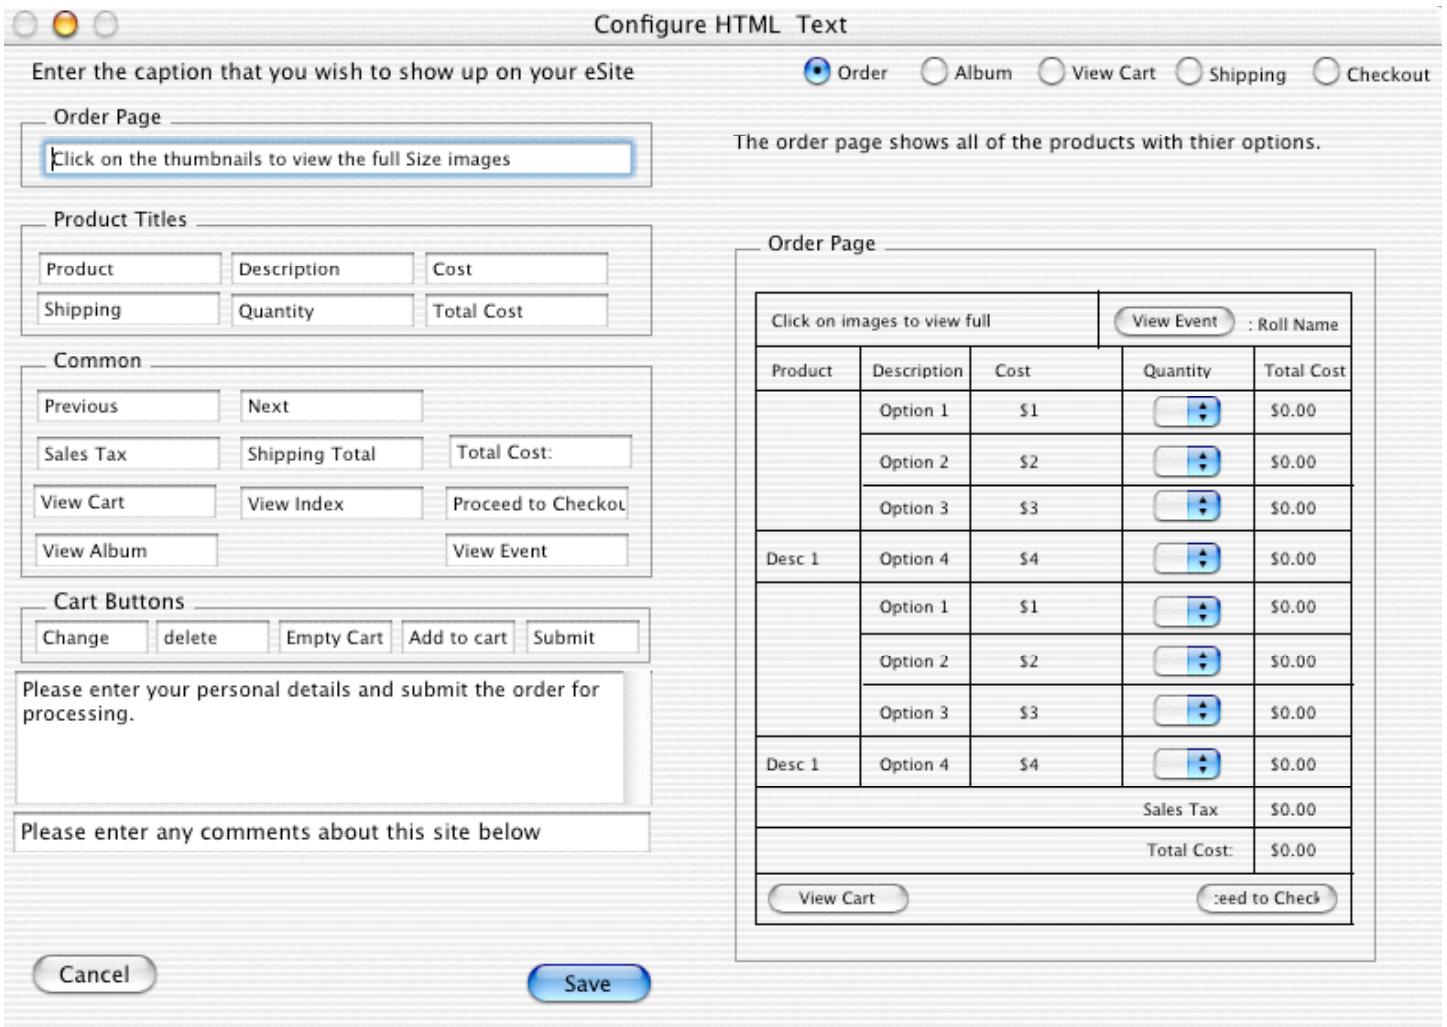 Configure HTML Text
Enter the caption that you wish to show up on your eSite
Order Album View Cart Shipping Checkout
Order Page
Click on the thumbnails to view the full Size images
The order page shows all of the products with thier options.
Product Titles
Product Description Cost
Shipping Quantity Total Cost
Common
Previous Next
Sales Tax Shipping Total Total Cost:
View Cart View Index Proceed to Checkou
View Album View Event
Cart Buttons
Change delete Empty Cart Add to cart Submit
Please enter your personal details and submit the order for
processing.
Please enter any comments about this site below
Cancel Save
Order Page
Click on images to view full View Event : Roll Name
Product Description Cost Quantity Total Cost
Option 1 $1 $0.00
Option 2 $2 $0.00
Option 3 $3 $0.00
Desc 1 Option 4 $4 $0.00
Option 1 $1 $0.00
Option 2 $2 $0.00
Option 3 $3 $0.00
Desc 1 Option 4 $4 $0.00
Sales Tax $0.00
Total Cost: $0.00
View Cart ceed to Check